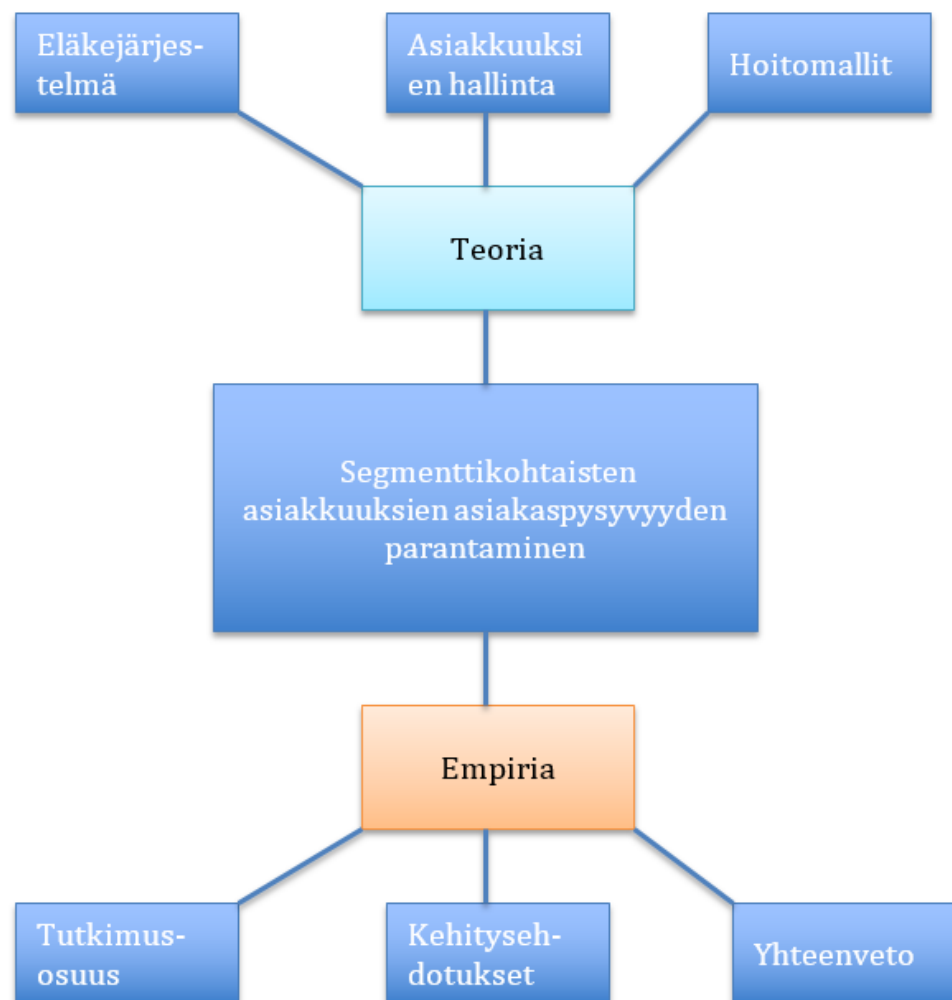 Eläkejärjes-
telmä
Asiakkuuksi
en hallinta
Hoitomallit
Teoria
Segmenttikohtaisten
asiakkuuksien asiakaspysyvyyden
parantaminen
Empiria
Tutkimus-
osuus
Kehityseh-
dotukset
Yhteenveto